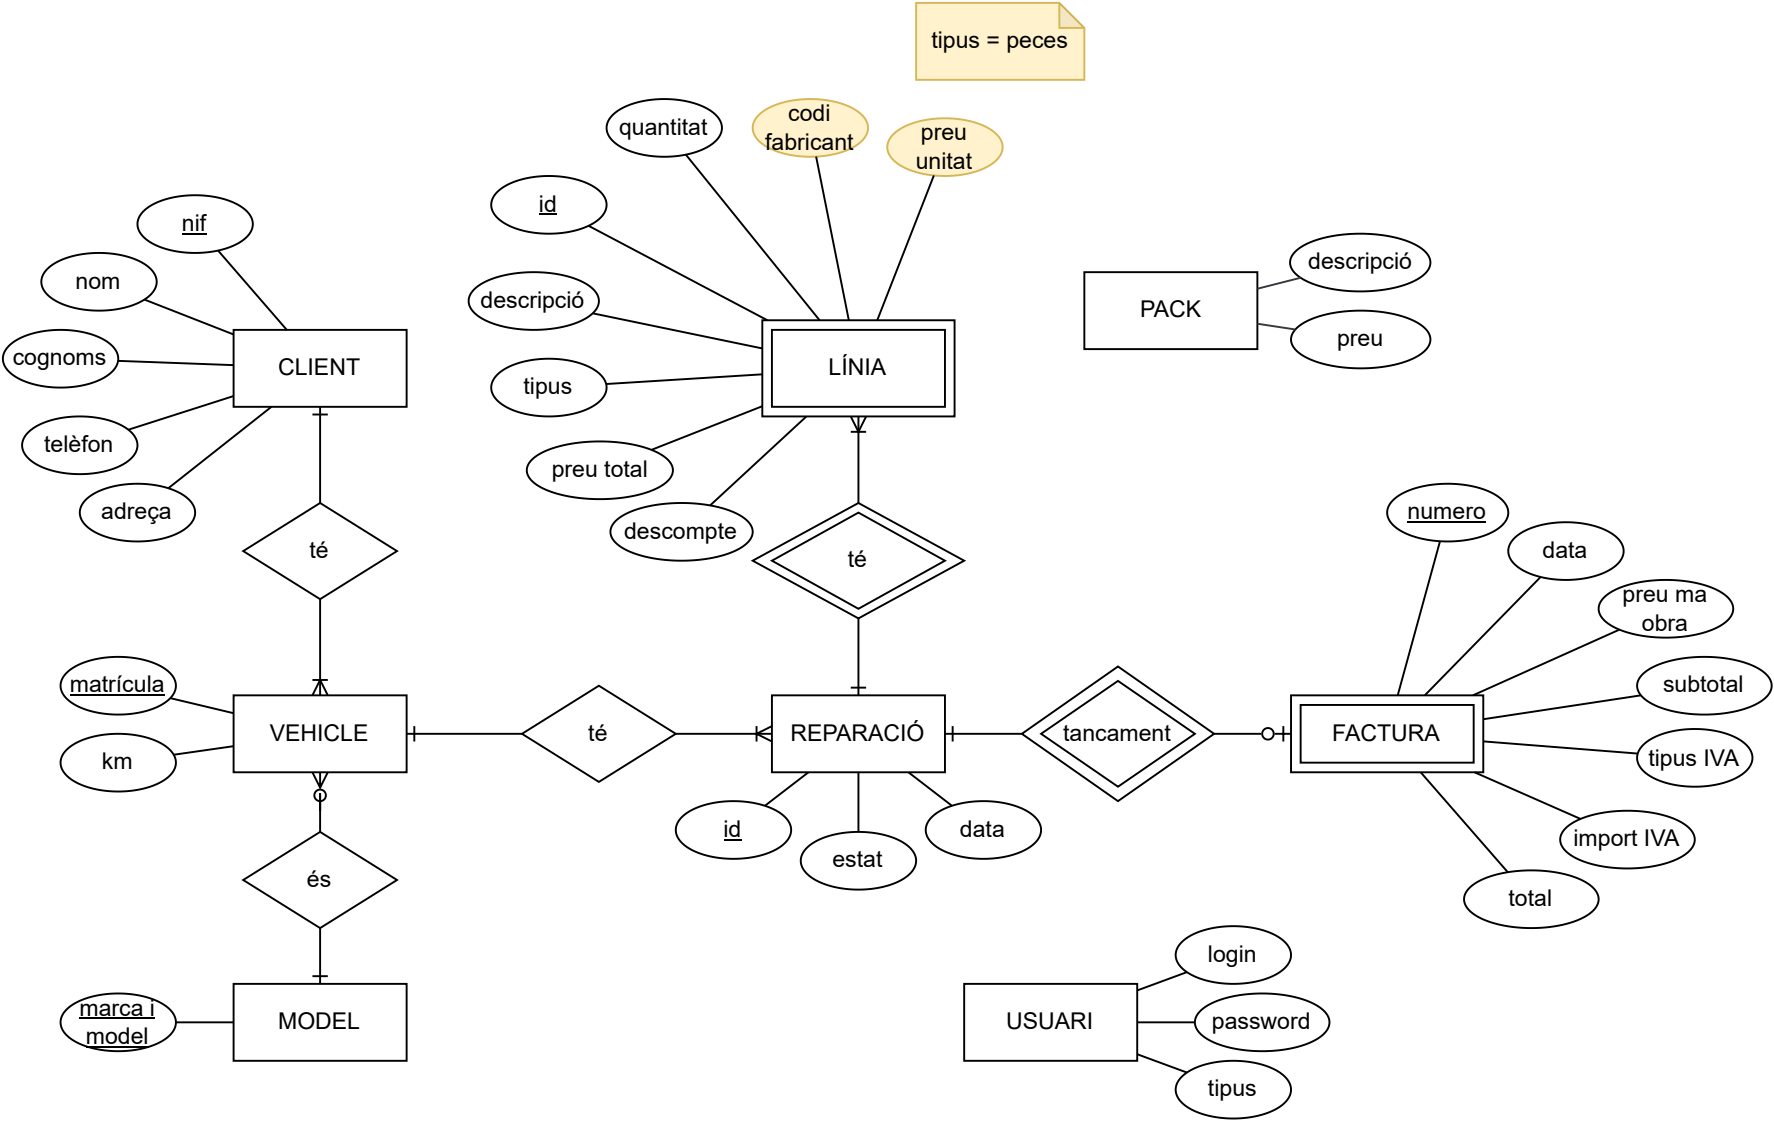 tipus = peces
quantitat
codi
fabricant
preu
unitat
id
nif
nom
cognoms
telèfon
adreça
CLIENT
descripció
tipus
preu total
descompte
LÍNIA
PACK
descripció
preu
té
té
numero
data
preu ma
obra
subtotal
tipus IVA
import IVA
total
matrícula
km
VEHICLE
té
REPARACIÓ
tancament
FACTURA
id
estat
data
és
marca i
model
MODEL
USUARI
login
password
tipus